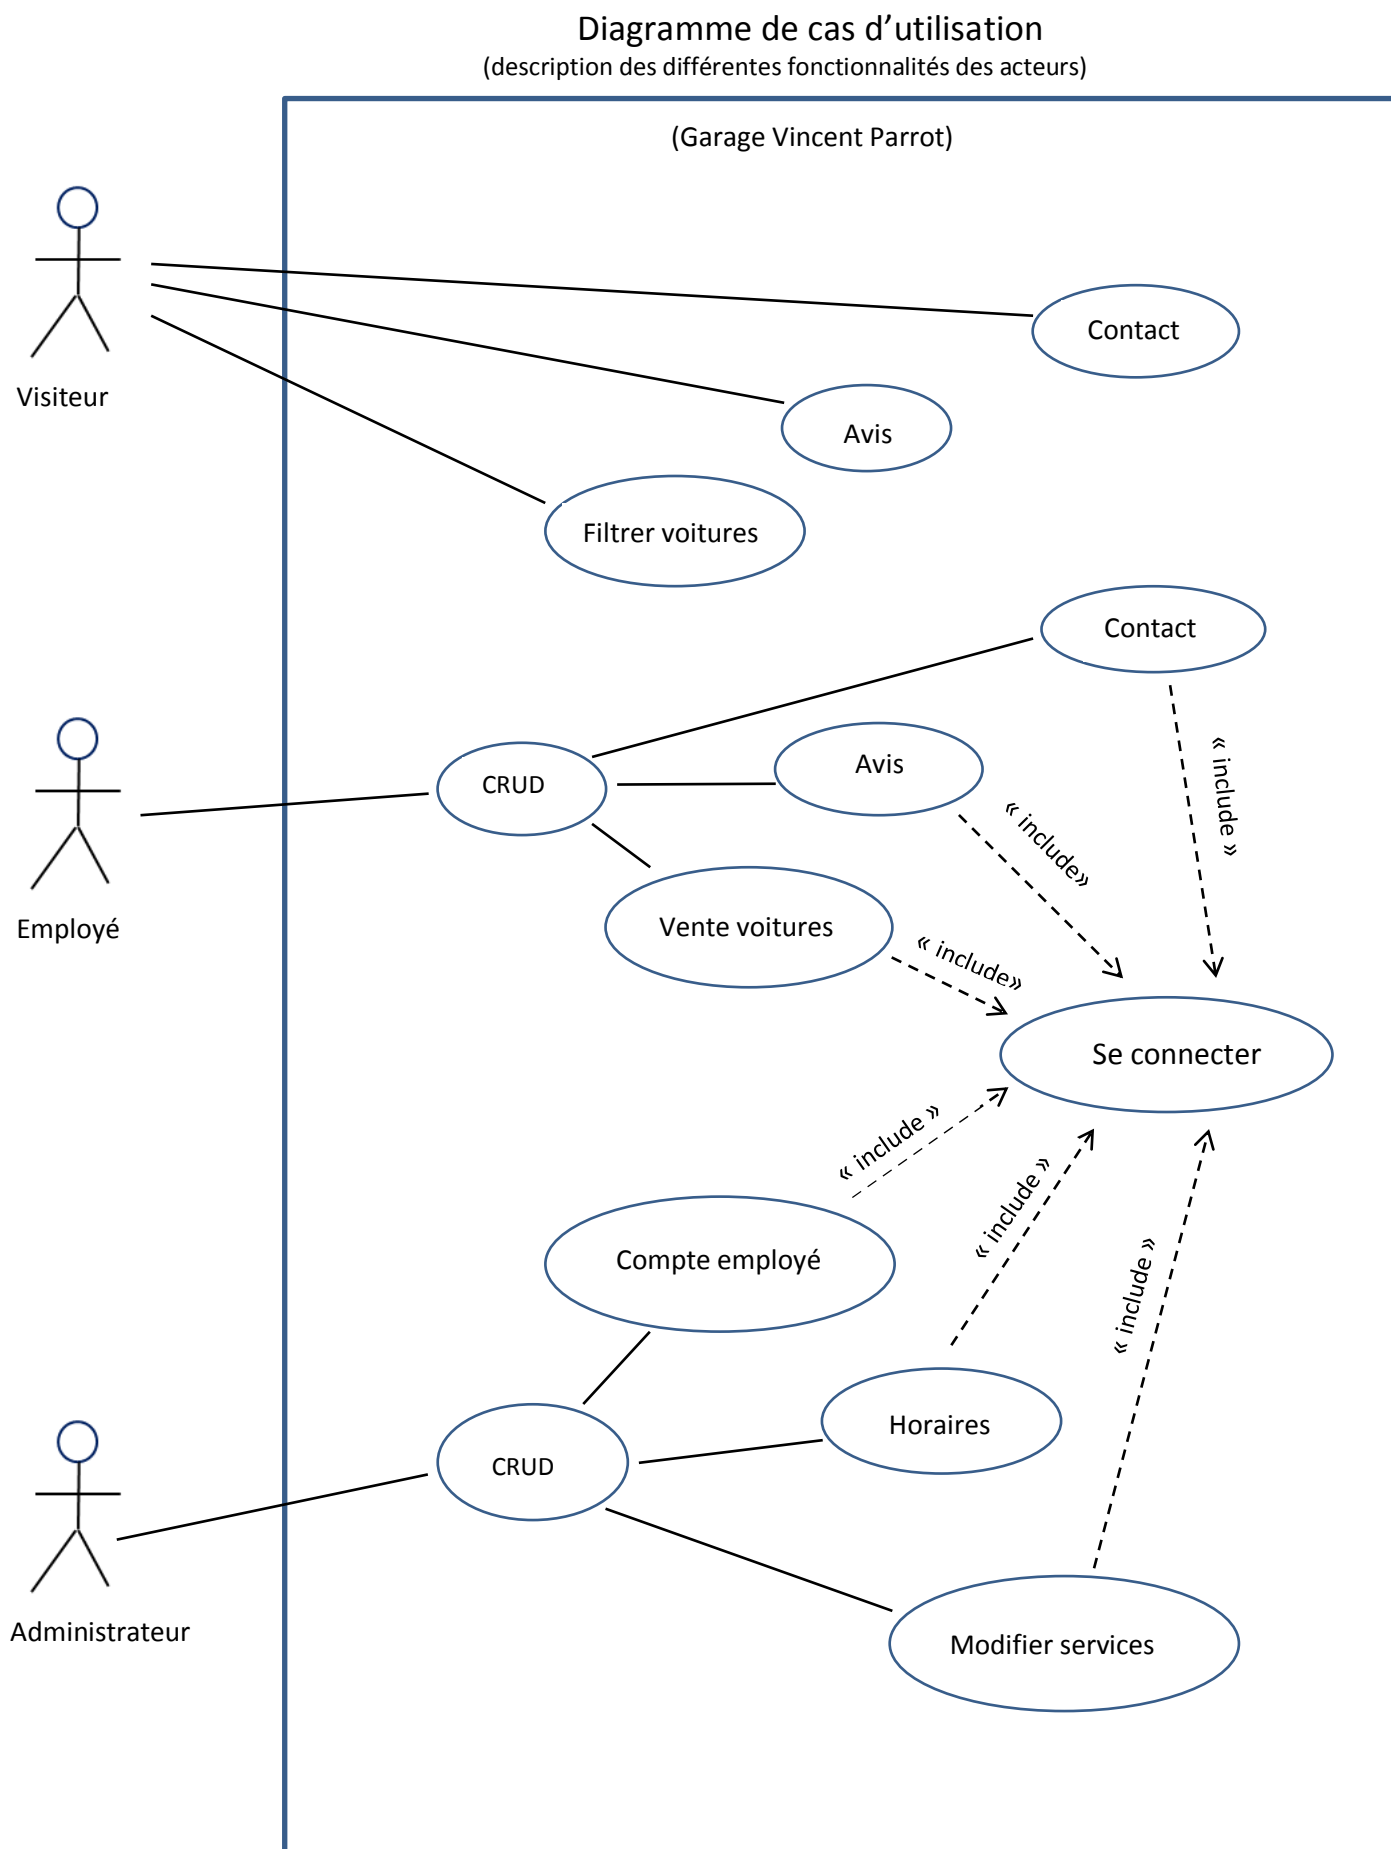 Diagramme de cas d’utilisation
(description des différentes fonctionnalités des acteurs)
(Garage Vincent Parrot)
Contact
Visiteur
Avis
Filtrer voitures
Contact
« include »
Avis
CRUD
« include»
Employé
Vente voitures
« include»
Se connecter
« include »
« include »
« include »
Compte employé
Horaires
CRUD
Administrateur
Modifier services